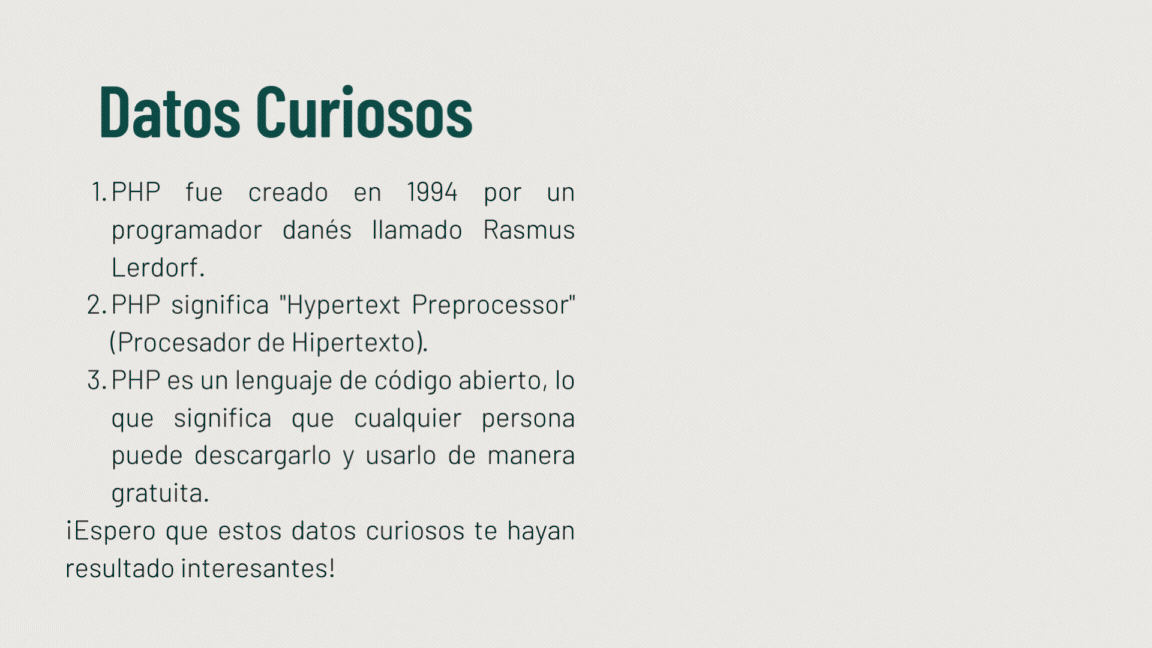 Datos Curiosos
1. PHP fue creado en 1994 por un
programador danés llamado Rasmus
Lerdorf.
2. PHP significa "Hypertext Preprocessor"
(Procesador de Hipertexto).
3. PHP es un lenguaje de código abierto, lo
que significa que cualquier persona
puede descargarlo y usarlo de manera
gratuita.
¡Espero que estos datos curiosos te hayan
resultado interesantes!